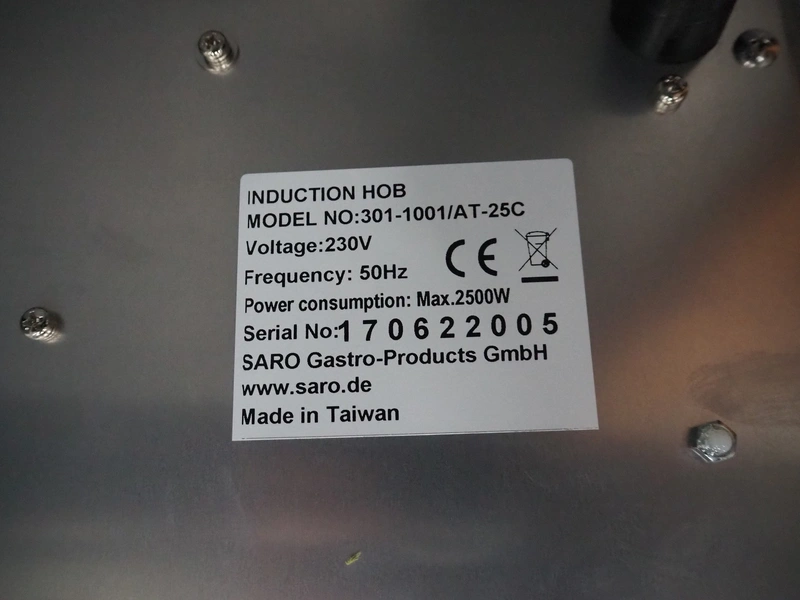 INDUCTION HOB
MODEL NO:301-1001/AT-25C
Voltage:230V
CE
Frequency: 50Hz
Power consumption: Max.2500W
Serial No:170622005
SARO Gastro-Products GmbH
www.saro.de
Made in Taiwan